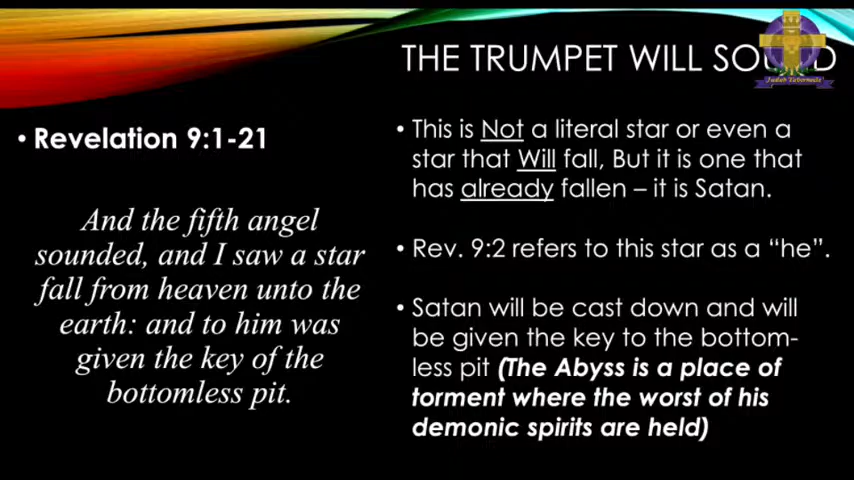 THE TRUMPET WILL SOUND
Judah Tabernacle
• Revelation 9:1-21
And the fifth angel
sounded, and I saw a star
fall from heaven unto the
earth: and to him was
given the key of the
bottomless pit.
• This is Not a literal star or even a
star that Will fall, But it is one that
has already fallen – it is Satan.
• Rev. 9:2 refers to this star as a “he”.
• Satan will be cast down and will
be given the key to the bottom-
less pit (The Abyss is a place of
torment where the worst of his
demonic spirits are held)